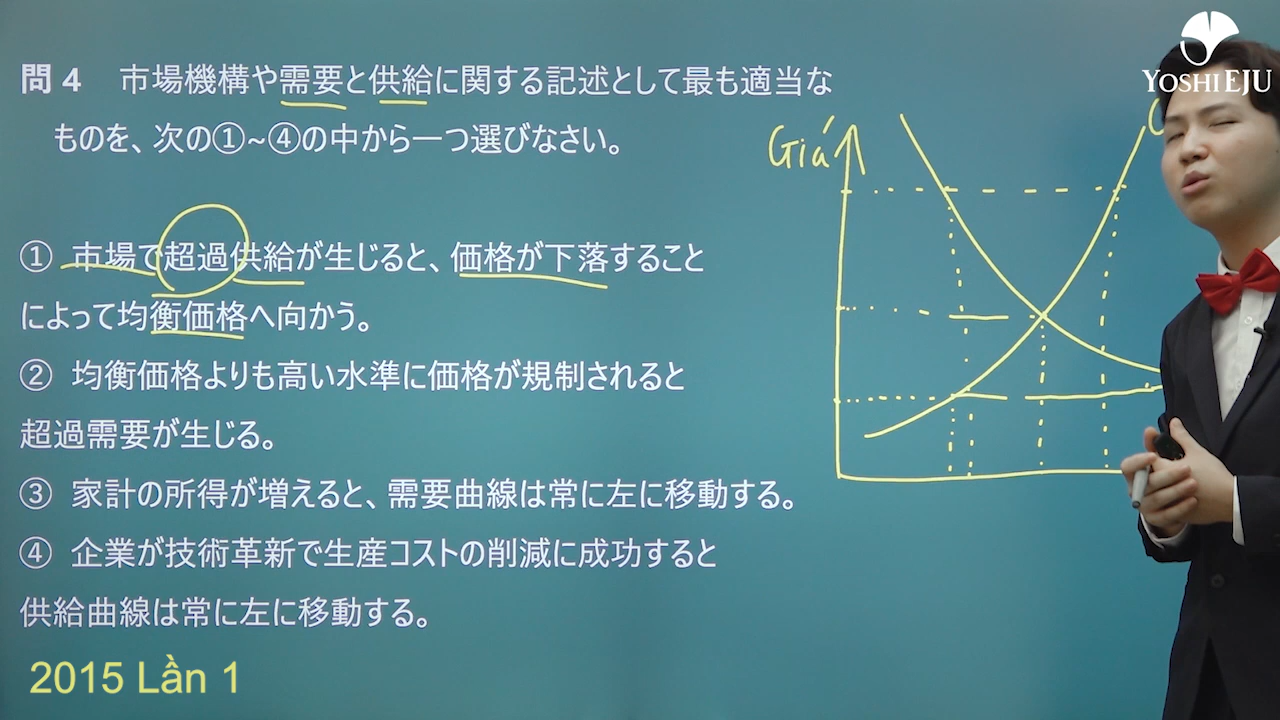 問 4 市場機構や需要と供給に関する記述として最も適当な
ものを、次の①~④の中から一つ選びなさい。
① 市場で超過供給が生じると、価格が下落すること
によって均衡価格へ向かう。
② 均衡価格よりも高い水準に価格が規制されると
超過需要が生じる。
③ 家計の所得が増えると、需要曲線は常に左に移動する。
④ 企業が技術革新で生産コストの削減に成功すると
供給曲線は常に左に移動する。
2015 Lần 1
Giá
YOSHI EJU